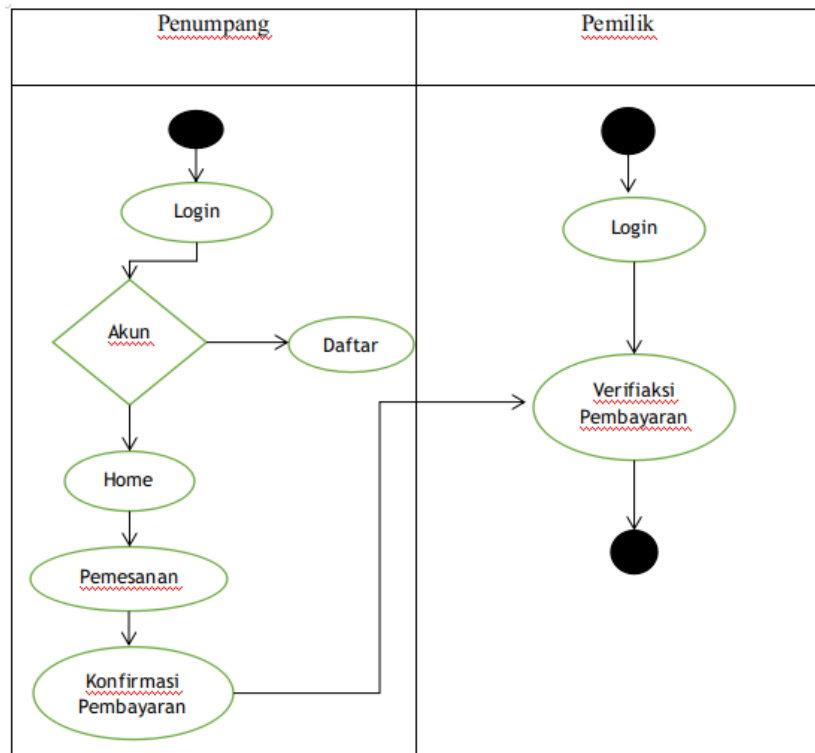 Penumpang
Pemilik
Login
Akun
Daftar
Home
Pemesanan
Konfirmasi
Pembayaran
Login
Verifiaksi
Pembayaran